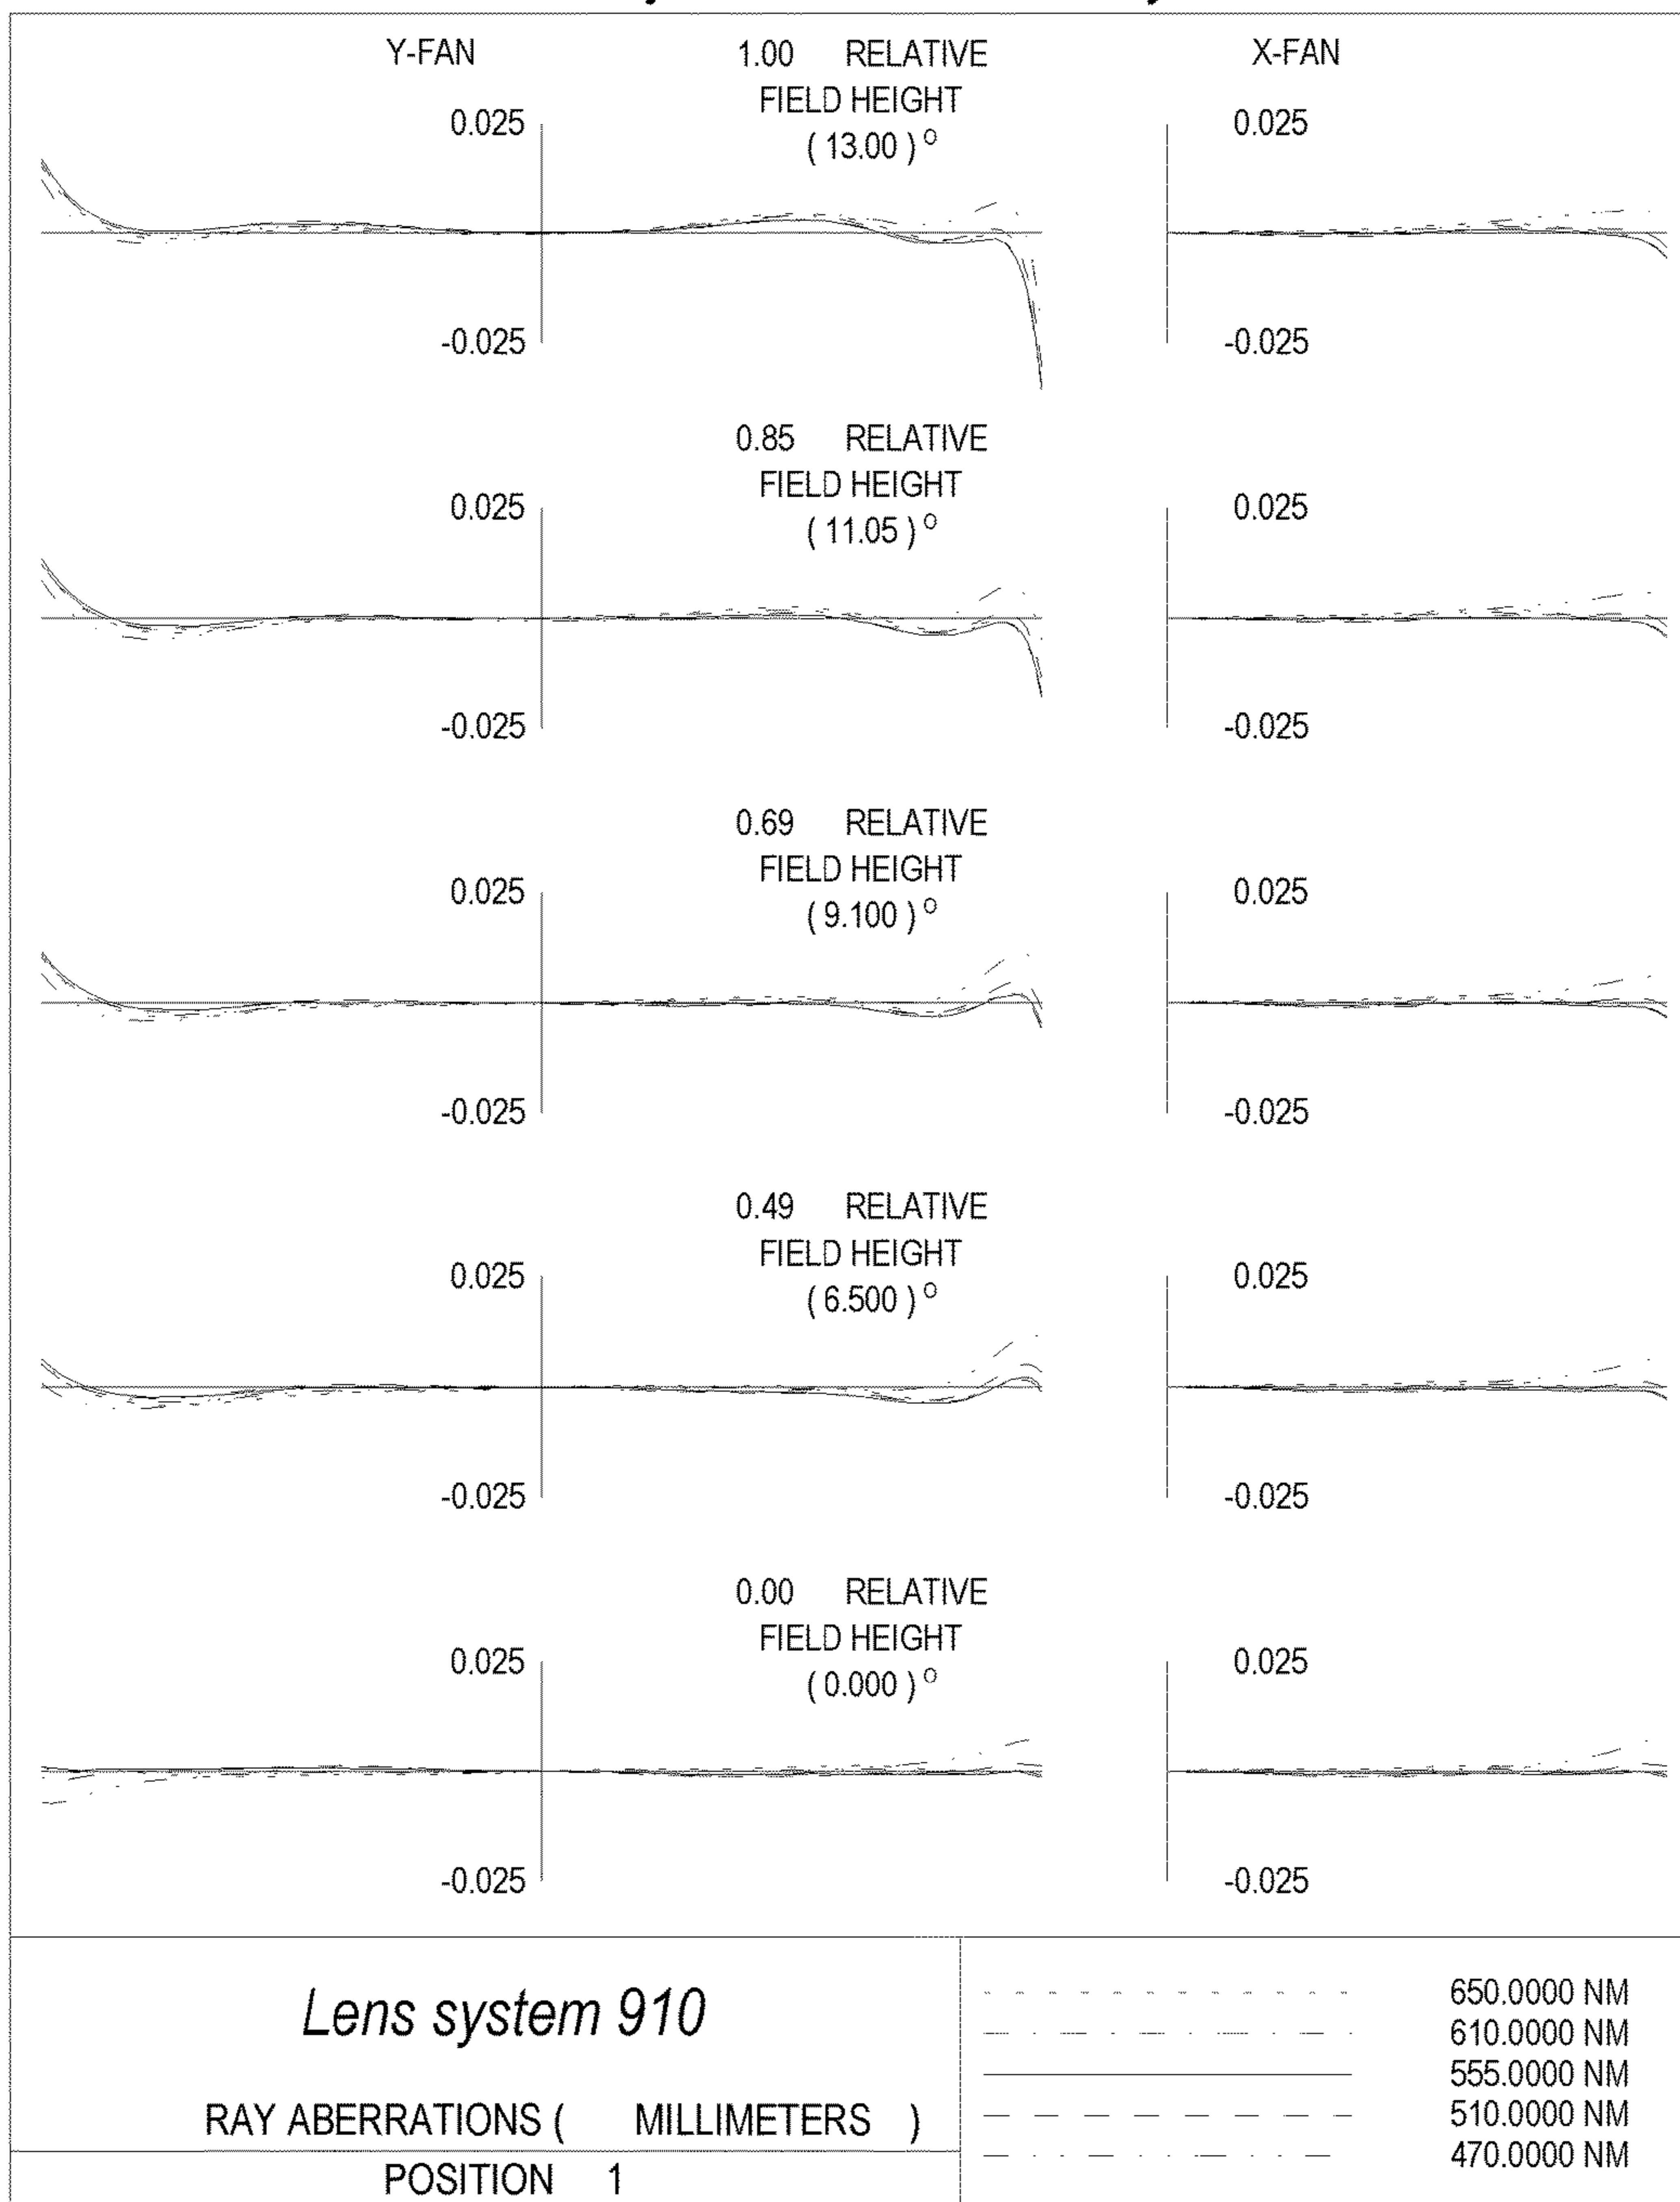 Y-FAN 1.00 RELATIVE X-FAN
FIELD HEIGHT
0.025 ( 13.00 )° 0.025
-0.025 -0.025
0.85 RELATIVE
FIELD HEIGHT
0.025 ( 11.05 )° 0.025
-0.025 -0.025
0.69 RELATIVE
FIELD HEIGHT
0.025 ( 9.100 )° 0.025
-0.025 -0.025
0.49 RELATIVE
FIELD HEIGHT
0.025 ( 6.500 )° 0.025
-0.025 -0.025
0.00 RELATIVE
FIELD HEIGHT
0.025 ( 0.000 )° 0.025
-0.025 -0.025
Lens system 910
RAY ABERRATIONS ( MILLIMETERS )
POSITION 1
650.0000 NM
610.0000 NM
555.0000 NM
510.0000 NM
470.0000 NM